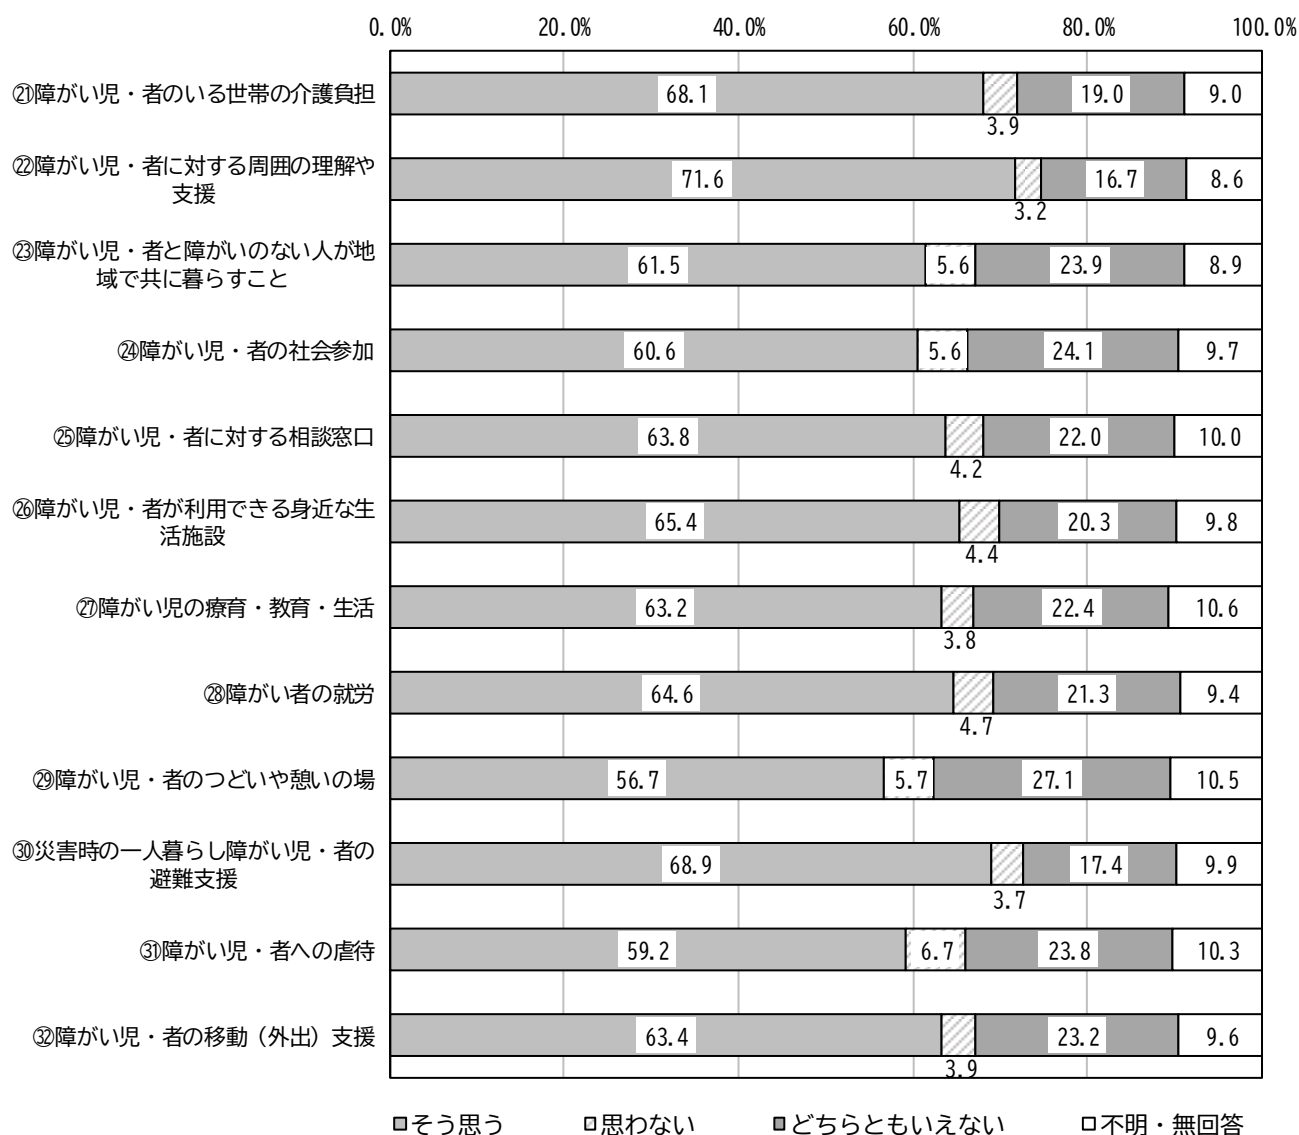 0.0% 20.0% 40.0% 60.0% 80.0% 100.0%
㉑障がい児・者のいる世帯の介護負担 68.1 3.9 19.0 9.0
㉒障がい児・者に対する周囲の理解や
支援 71.6 3.2 16.7 8.6
㉓障がい児・者と障がいのない人が地
域で共に暮らすこと 61.5 5.6 23.9 8.9
㉔障がい児・者の社会参加 60.6 5.6 24.1 9.7
㉕障がい児・者に対する相談窓口 63.8 4.2 22.0 10.0
㉖障がい児・者が利用できる身近な生
活施設 65.4 4.4 20.3 9.8
㉗障がい児の療育・教育・生活 63.2 3.8 22.4 10.6
㉘障がい者の就労 64.6 4.7 21.3 9.4
㉙障がい児・者のつどいや憩いの場 56.7 5.7 27.1 10.5
㉚災害時の一人暮らし障がい児・者の
避難支援 68.9 3.7 17.4 9.9
㉛障がい児・者への虐待 59.2 6.7 23.8 10.3
㉜障がい児・者の移動（外出）支援 63.4 3.9 23.2 9.6
そう思う 思わない どちらともいえない 不明・無回答